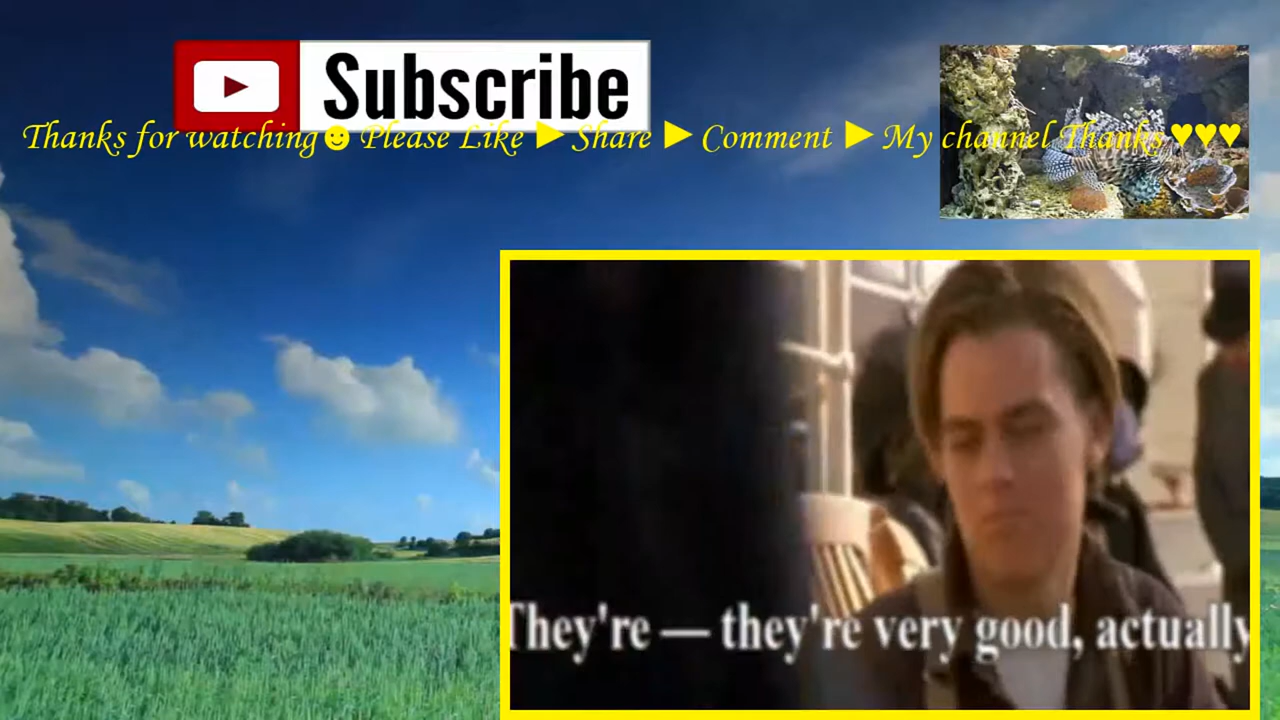 Subscribe
Thanks for watching☻Please Like ► Share ► Comment ► My channel Thanks ♥♥♥
They're — they're very good, actually